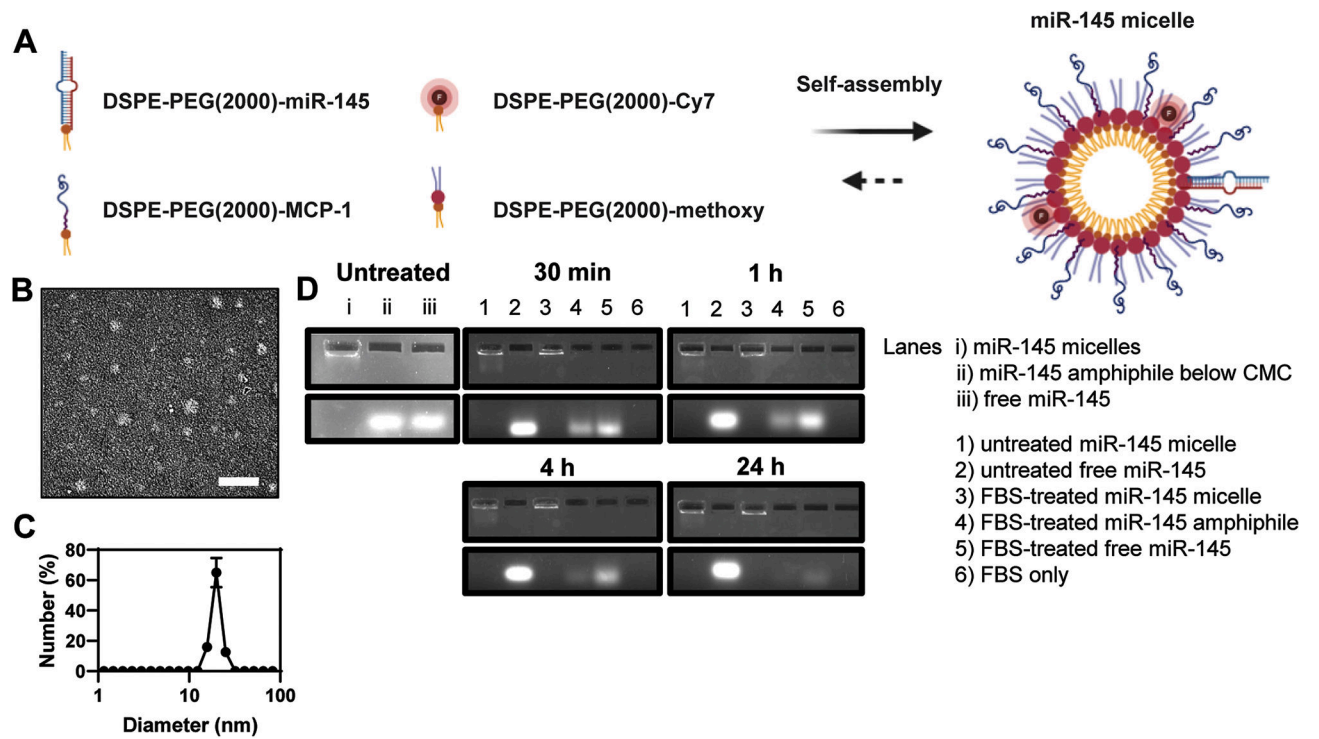 A
miR-145 micelle
DSPE-PEG(2000)-miR-145
F
DSPE-PEG(2000)-Cy7
Self-assembly
F
DSPE-PEG(2000)-MCP-1
DSPE-PEG(2000)-methoxy
F
B
D
Untreated
i ii iii
30 min
1 2 3 4 5 6
1 h
1 2 3 4 5 6
4 h
24 h
Lanes i) miR-145 micelles
ii) miR-145 amphiphile below CMC
iii) free miR-145
1) untreated miR-145 micelle
2) untreated free miR-145
3) FBS-treated miR-145 micelle
4) FBS-treated miR-145 amphiphile
5) FBS-treated free miR-145
6) FBS only
C
Number (%)
80
60
40
20
0
1 10 100
Diameter (nm)